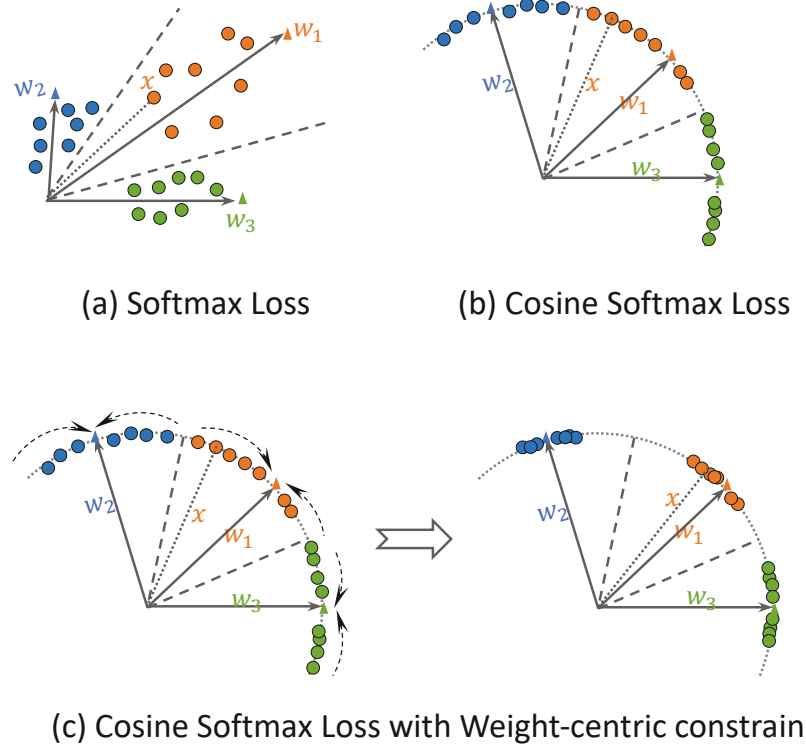 w₁
x
w₂
w₃
(a) Softmax Loss
w₂
x
w₁
w₃
(b) Cosine Softmax Loss
w₂
x
w₁
w₃
w₂
x
w₁
w₃
(c) Cosine Softmax Loss with Weight-centric constrain